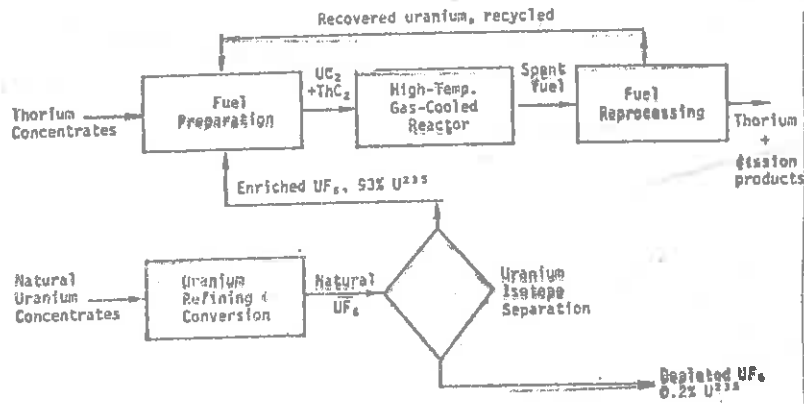 Recovered uranium, recycled
Thorium
Concentrates
Fuel
Preparation
UC₂
+ThC₂
High-Temp.
Gas-Cooled
Reactor
Spent
fuel
Fuel
Reprocessing
Thorium
+
fission
products
Enriched UF₆, 93% U²³⁵
Natural
Uranium
Concentrates
Uranium
Refining &
Conversion
Natural
UF₆
Uranium
Isotope
Separation
Depleted UF₆
0.2% U²³⁵